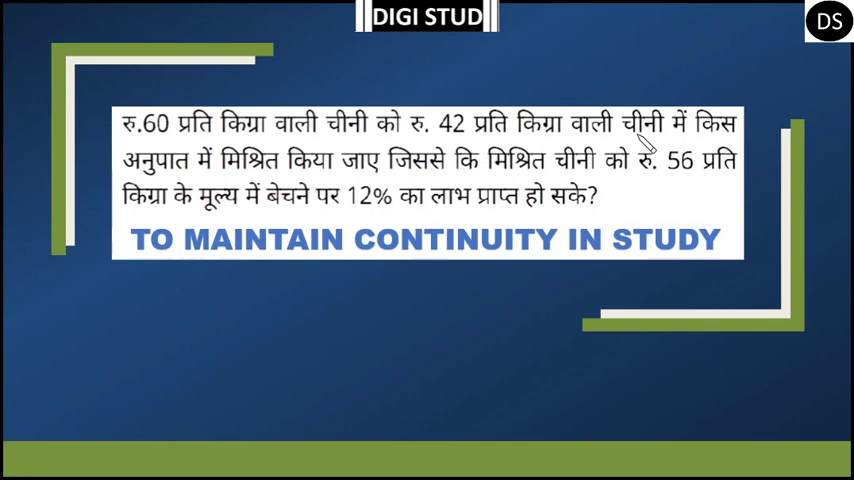 DIGI STUD
DS
रु.60 प्रति किग्रा वाली चीनी को रु. 42 प्रति किग्रा वाली चीनी में किस
अनुपात में मिश्रित किया जाए जिससे कि मिश्रित चीनी को रु. 56 प्रति
किग्रा के मूल्य में बेचने पर 12% का लाभ प्राप्त हो सके?
TO MAINTAIN CONTINUITY IN STUDY